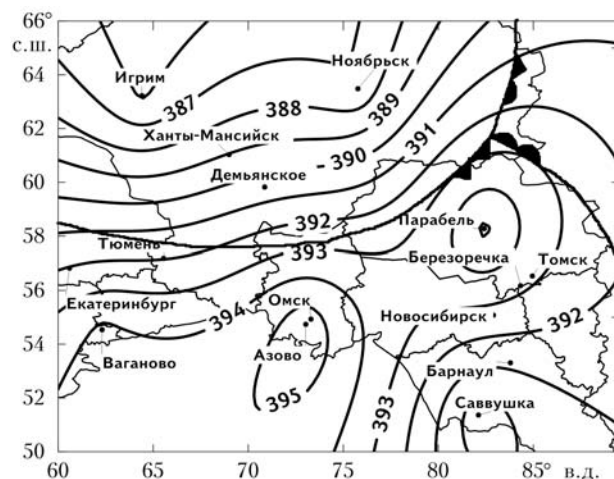 66°
с.ш.
64
62
60
58
56
54
52
50
60
65
70
75
80
85° в.д.
Игрим
Ноябрьск
387
388
389
Ханты-Мансийск
391
- 390
Демьянское
392
Парабель
Тюмень
393
Березоречка
Томск
Екатеринбург
394
Омск
Новосибирск
392
Ваганово
Азово
Барнаул
395
393
Саввушка